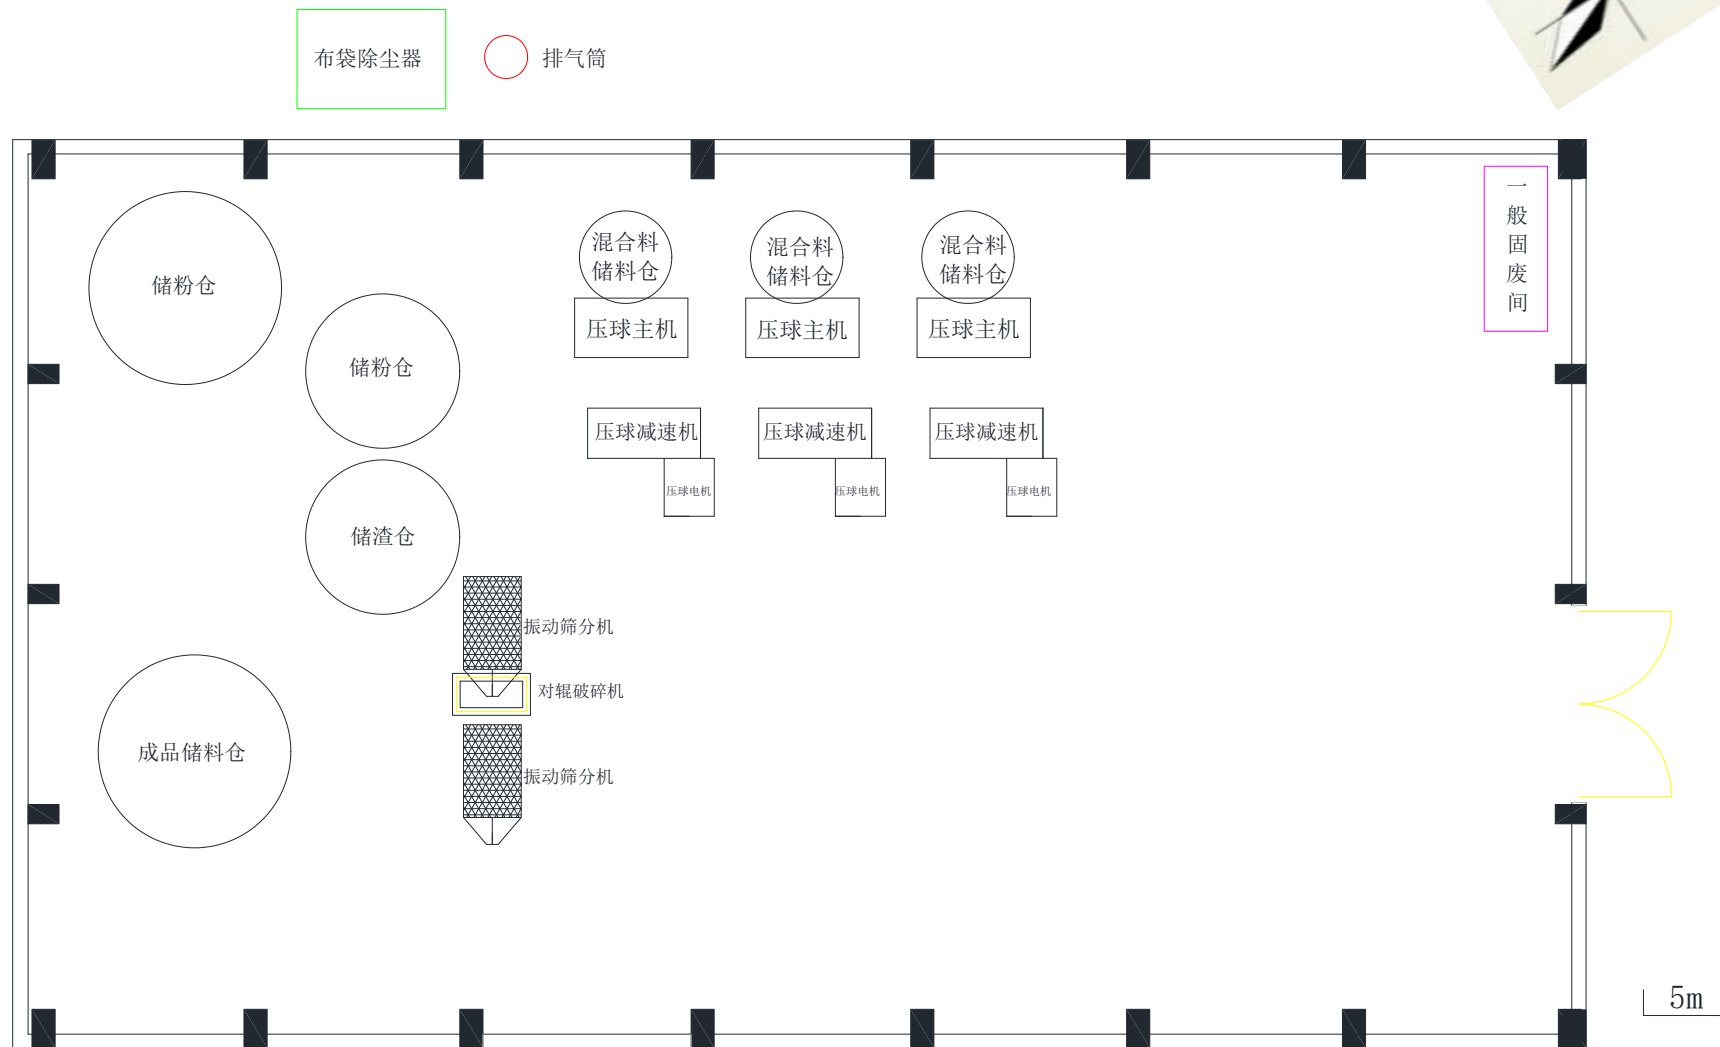 布袋除尘器
排气筒
储粉仓
储粉仓
储渣仓
成品储料仓
混合料
储料仓
混合料
储料仓
混合料
储料仓
压球主机
压球主机
压球主机
压球减速机
压球减速机
压球减速机
压球电机
压球电机
压球电机
振动筛分机
对辊破碎机
振动筛分机
一般固废间
5m